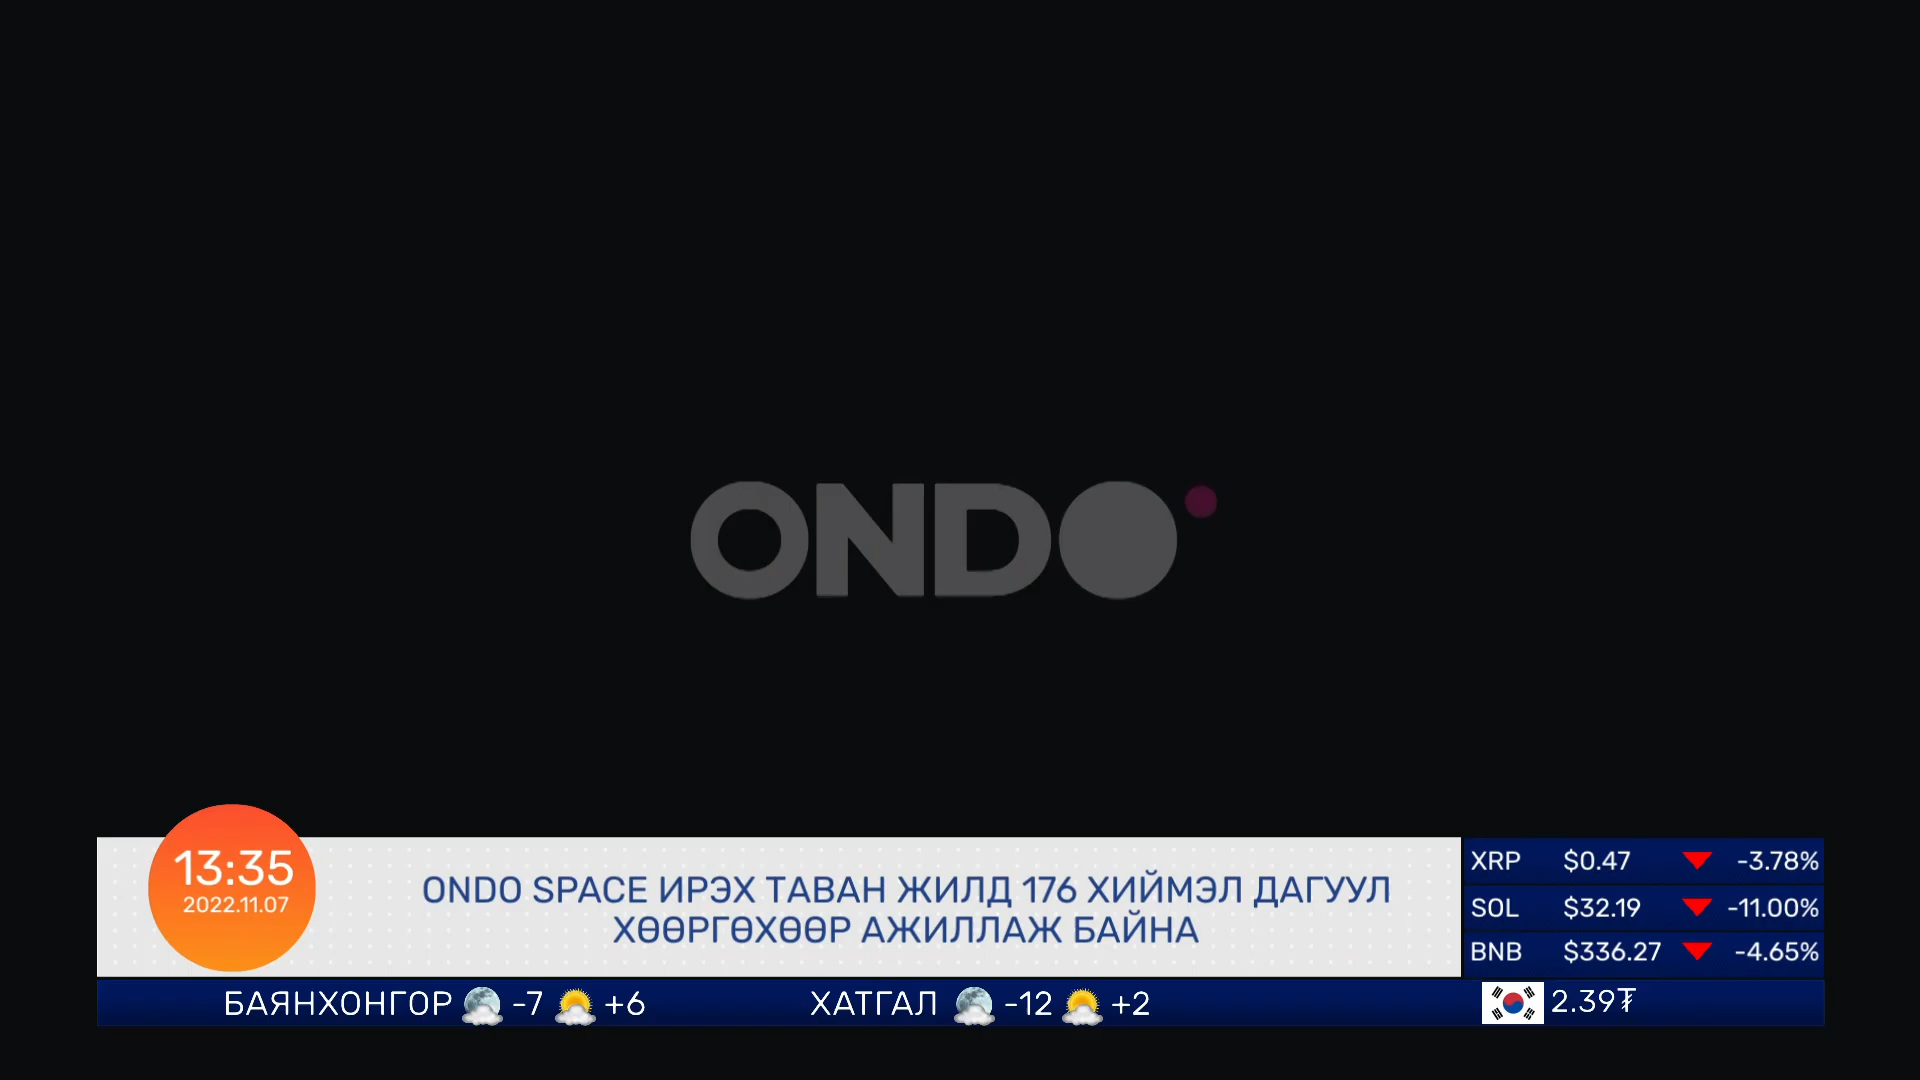 ONDO
13:35
2022.11.07
ONDO SPACE ИРЭХ ТАВАН ЖИЛД 176 ХИЙМЭЛ ДАГУУЛ
ХӨӨРГӨХӨӨР АЖИЛЛАЖ БАЙНА
XRP $0.47 -3.78%
SOL $32.19 -11.00%
BNB $336.27 -4.65%
БАЯНХОНГОР -7 +6 ХАТГАЛ -12 +2 2.39₮